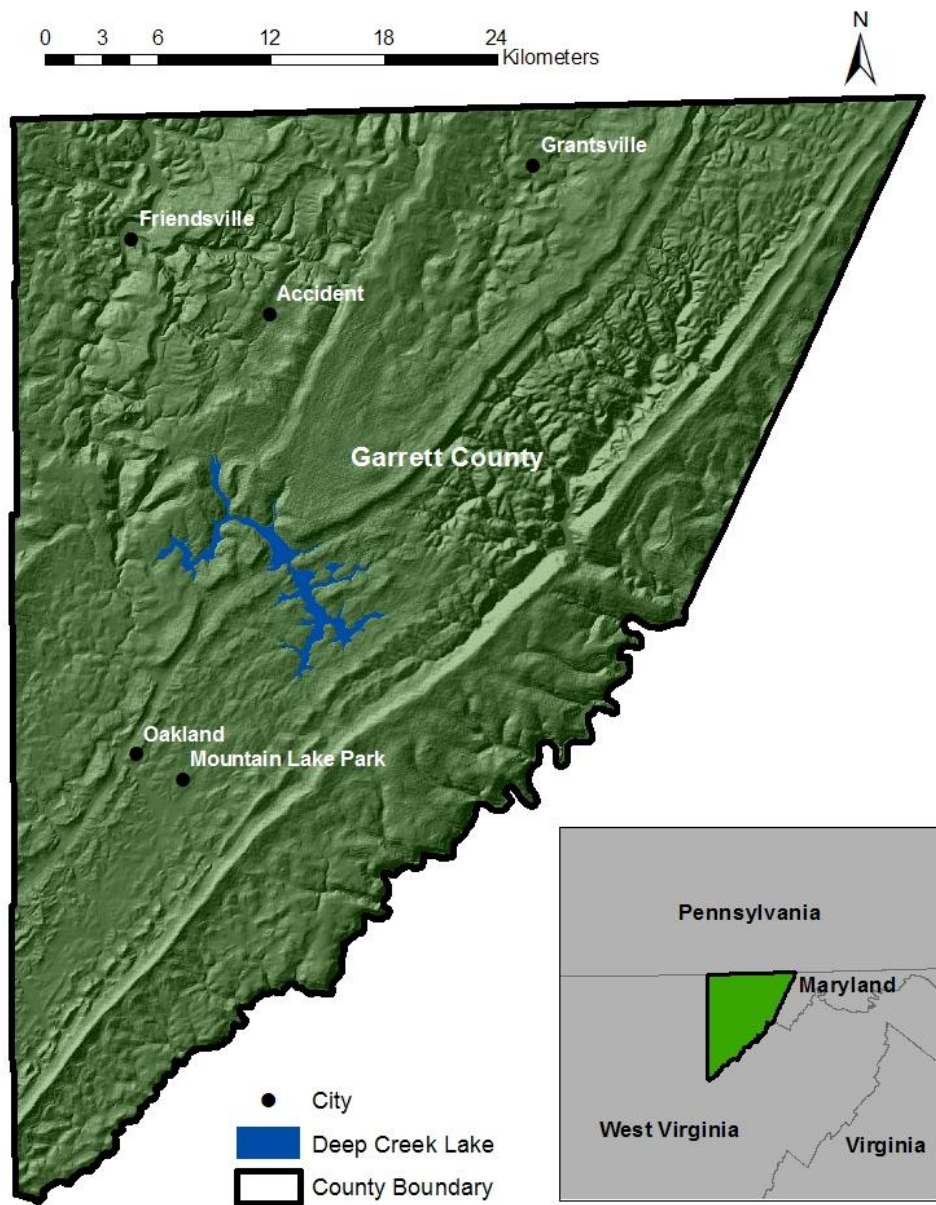 0 3 6 12 18 24
Kilometers
N
Grantsville
Friendsville
Accident
Garrett County
Oakland
Mountain Lake Park
City
Deep Creek Lake
County Boundary
Pennsylvania
Maryland
West Virginia
Virginia